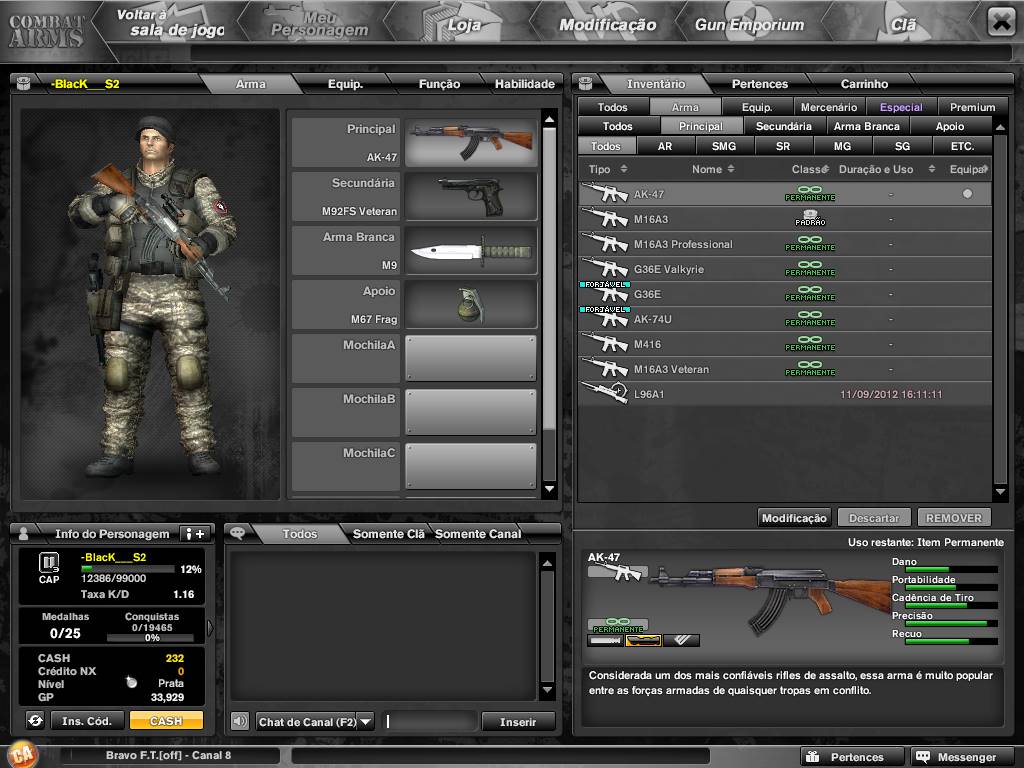 COMBAT ARMS
Voltar à sala de jogo
Meu Personagem
Loja
Modificação
Gun Emporium
Clã
-BlacK___S2
Arma
Equip.
Função
Habilidade
Principal
AK-47
Secundária
M92FS Veteran
Arma Branca
M9
Apoio
M67 Frag
MochilaA
MochilaB
MochilaC
Inventário
Pertences
Carrinho
Todos
Arma
Equip.
Mercenário
Especial
Premium
Todos
Principal
Secundária
Arma Branca
Apoio
Todos
AR
SMG
SR
MG
SG
ETC.
Tipo
Nome
Classe
Duração e Uso
Equipa
AK-47 PERMANENTE -
M16A3 PADRÃO -
M16A3 Professional PERMANENTE -
G36E Valkyrie PERMANENTE -
FORJÁVEL G36E PERMANENTE -
FORJÁVEL AK-74U PERMANENTE -
M416 PERMANENTE -
M16A3 Veteran PERMANENTE -
L96A1 11/09/2012 16:11:11
Modificação
Descartar
REMOVER
Uso restante: Item Permanente
AK-47
PERMANENTE
Dano
Portabilidade
Cadência de Tiro
Precisão
Recuo
Considerada um dos mais confiáveis rifles de assalto, essa arma é muito popular
entre as forças armadas de quaisquer tropas em conflito.
Info do Personagem
i+
-BlacK___S2
CAP
12%
12386/99000
Taxa K/D 1.16
Medalhas
0/25
Conquistas
0/19465
0%
CASH 232
Crédito NX 0
Nível Prata
GP 33,929
Ins. Cód.
CASH
Todos
Somente Clã
Somente Canal
Chat de Canal (F2)
Inserir
CA
Bravo F.T.[off] - Canal 8
Pertences
Messenger